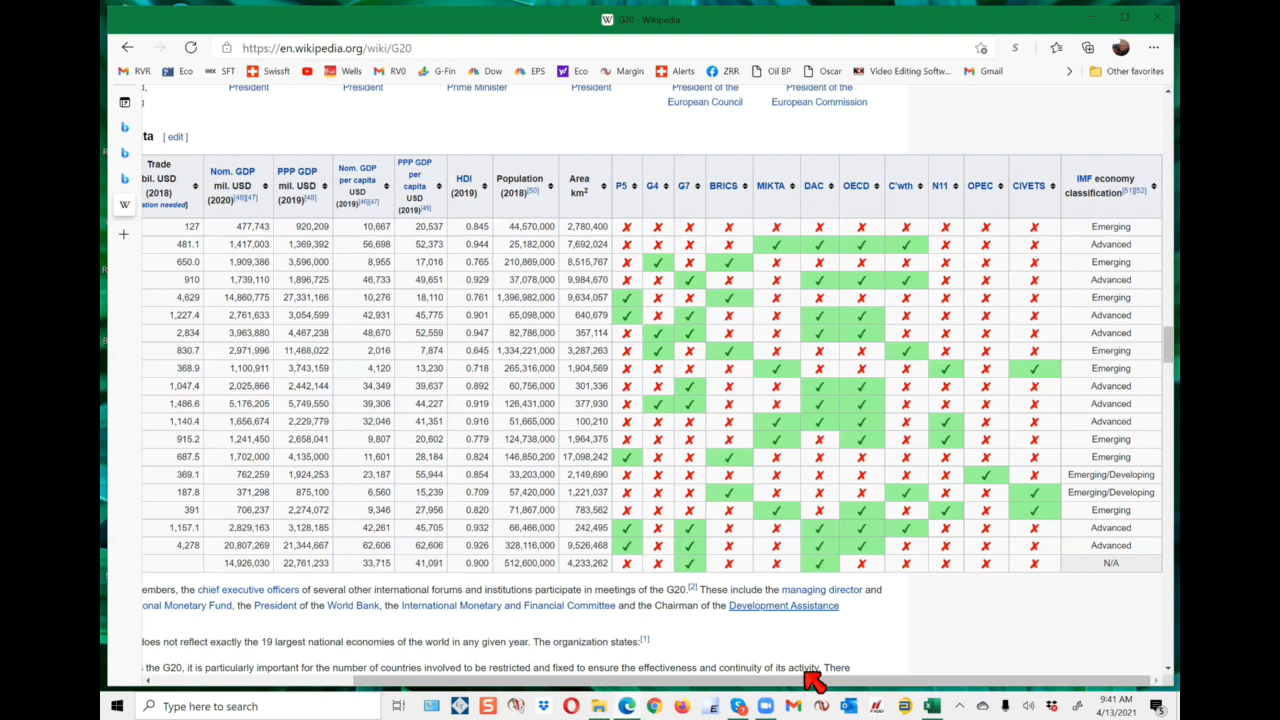 G20 - Wikipedia
https://en.wikipedia.org/wiki/G20
RVR Eco SFT Swissft Wells RV0 G-Fin Dow EPS Eco Margin Alerts ZRR Oil BP Oscar Video Editing Softw... Gmail Other favorites
President President Prime Minister President President of the European Council President of the European Commission
ta [ edit ]
Trade bil. USD (2018) ation needed] Nom. GDP mil. USD (2020)[46][47] PPP GDP mil. USD (2019)[48] Nom. GDP per capita USD (2019)[46][47] PPP GDP per capita USD (2019)[49] HDI (2019) Population (2018)[50] Area km2 P5 G4 G7 BRICS MIKTA DAC OECD C'wth N11 OPEC CIVETS IMF economy classification[51][52]
127 477,743 920,209 10,667 20,537 0.845 44,570,000 2,780,400 ✗ ✗ ✗ ✗ ✗ ✗ ✗ ✗ ✗ ✗ ✗ Emerging
481.1 1,417,003 1,369,392 56,698 52,373 0.944 25,182,000 7,692,024 ✗ ✗ ✗ ✗ ✓ ✓ ✓ ✓ ✗ ✗ ✗ Advanced
650.0 1,909,386 3,596,000 8,955 17,016 0.765 210,869,000 8,515,767 ✗ ✓ ✗ ✓ ✗ ✗ ✗ ✗ ✗ ✗ ✗ Emerging
910 1,739,110 1,896,725 46,733 49,651 0.929 37,078,000 9,984,670 ✗ ✗ ✓ ✗ ✗ ✓ ✓ ✓ ✗ ✗ ✗ Advanced
4,629 14,860,775 27,331,166 10,276 18,110 0.761 1,396,982,000 9,634,057 ✓ ✗ ✗ ✓ ✗ ✗ ✗ ✗ ✗ ✗ ✗ Emerging
1,227.4 2,761,633 3,054,599 42,931 45,775 0.901 65,098,000 640,679 ✓ ✗ ✓ ✗ ✗ ✓ ✓ ✗ ✗ ✗ ✗ Advanced
2,834 3,963,880 4,467,238 48,670 52,559 0.947 82,786,000 357,114 ✗ ✓ ✓ ✗ ✗ ✓ ✓ ✗ ✗ ✗ ✗ Advanced
830.7 2,971,996 11,468,022 2,016 7,874 0.645 1,334,221,000 3,287,263 ✗ ✓ ✗ ✓ ✗ ✗ ✗ ✓ ✗ ✗ ✗ Emerging
368.9 1,100,911 3,743,159 4,120 13,230 0.718 265,316,000 1,904,569 ✗ ✗ ✗ ✗ ✓ ✗ ✗ ✗ ✓ ✗ ✓ Emerging
1,047.4 2,025,866 2,442,144 34,349 39,637 0.892 60,756,000 301,336 ✗ ✗ ✓ ✗ ✗ ✓ ✓ ✗ ✗ ✗ ✗ Advanced
1,486.6 5,176,205 5,749,550 39,306 44,227 0.919 126,431,000 377,930 ✗ ✓ ✓ ✗ ✗ ✓ ✓ ✗ ✗ ✗ ✗ Advanced
1,140.4 1,656,674 2,229,779 32,046 41,351 0.916 51,665,000 100,210 ✗ ✗ ✗ ✗ ✓ ✓ ✓ ✗ ✓ ✗ ✗ Advanced
915.2 1,241,450 2,658,041 9,807 20,602 0.779 124,738,000 1,964,375 ✗ ✗ ✗ ✗ ✓ ✗ ✓ ✗ ✓ ✗ ✗ Emerging
687.5 1,702,000 4,135,000 11,601 28,184 0.824 146,850,200 17,098,242 ✓ ✗ ✗ ✓ ✗ ✗ ✗ ✗ ✗ ✗ ✗ Emerging
369.1 762,259 1,924,253 23,187 55,944 0.854 33,203,000 2,149,690 ✗ ✗ ✗ ✗ ✗ ✗ ✗ ✗ ✗ ✓ ✗ Emerging/Developing
187.8 371,298 875,100 6,560 15,239 0.709 57,420,000 1,221,037 ✗ ✗ ✗ ✓ ✗ ✗ ✗ ✓ ✗ ✗ ✓ Emerging/Developing
391 706,237 2,274,072 9,346 27,956 0.820 71,867,000 783,562 ✗ ✗ ✗ ✗ ✓ ✗ ✓ ✗ ✓ ✗ ✓ Emerging
1,157.1 2,829,163 3,128,185 42,261 45,705 0.932 66,466,000 242,495 ✓ ✗ ✓ ✗ ✗ ✓ ✓ ✓ ✗ ✗ ✗ Advanced
4,278 20,807,269 21,344,667 62,606 62,606 0.926 328,116,000 9,526,468 ✓ ✗ ✓ ✗ ✗ ✓ ✓ ✗ ✗ ✗ ✗ Advanced
14,926,030 22,761,233 33,715 41,091 0.900 512,600,000 4,233,262 ✗ ✗ ✓ ✗ ✗ ✓ ✗ ✗ ✗ ✗ ✗ N/A
embers, the chief executive officers of several other international forums and institutions participate in meetings of the G20.[2] These include the managing director and
onal Monetary Fund, the President of the World Bank, the International Monetary and Financial Committee and the Chairman of the Development Assistance
does not reflect exactly the 19 largest national economies of the world in any given year. The organization states:[1]
the G20, it is particularly important for the number of countries involved to be restricted and fixed to ensure the effectiveness and continuity of its activity. There
Type here to search
9:41 AM
4/13/2021